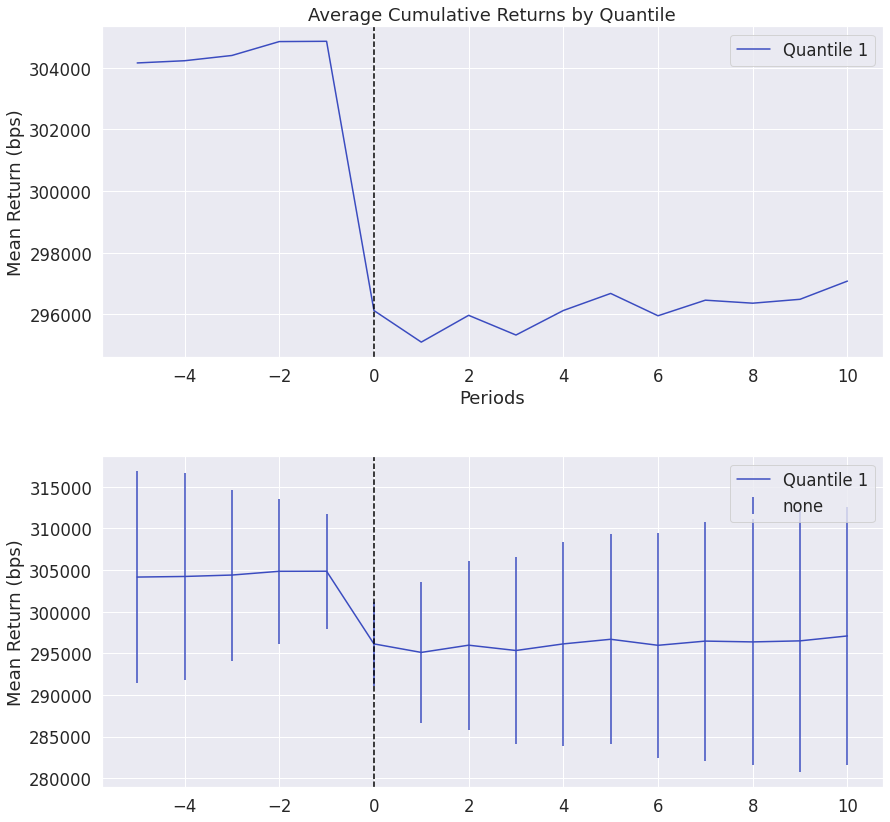 Average Cumulative Returns by Quantile
Quantile 1
304000
302000
300000
298000
296000
Mean Return (bps)
−4 −2 0 2 4 6 8 10
Periods
Quantile 1
none
315000
310000
305000
300000
295000
290000
285000
280000
Mean Return (bps)
−4 −2 0 2 4 6 8 10